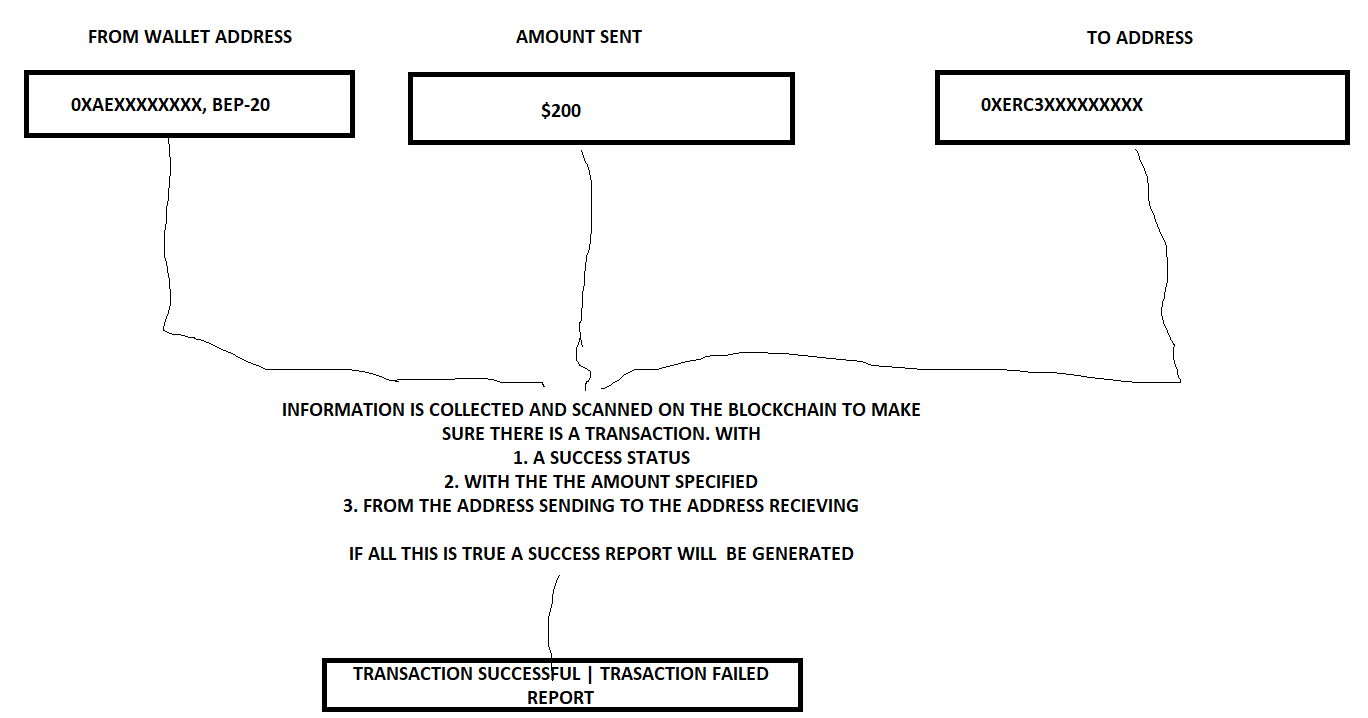 FROM WALLET ADDRESS
AMOUNT SENT
TO ADDRESS
0XAEXXXXXXXX, BEP-20
$200
0XERC3XXXXXXXXX
INFORMATION IS COLLECTED AND SCANNED ON THE BLOCKCHAIN TO MAKE
SURE THERE IS A TRANSACTION. WITH
1. A SUCCESS STATUS
2. WITH THE THE AMOUNT SPECIFIED
3. FROM THE ADDRESS SENDING TO THE ADDRESS RECIEVING
IF ALL THIS IS TRUE A SUCCESS REPORT WILL BE GENERATED
TRANSACTION SUCCESSFUL | TRASACTION FAILED
REPORT